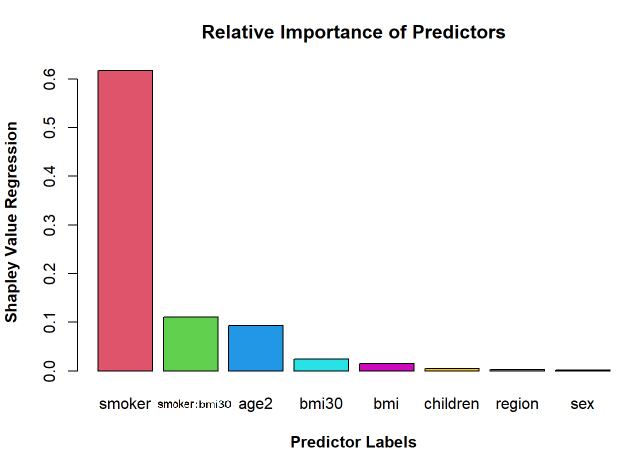 Relative Importance of Predictors
Shapley Value Regression
0.6
0.5
0.4
0.3
0.2
0.1
0.0
smoker smoker:bmi30 age2 bmi30 bmi children region sex
Predictor Labels